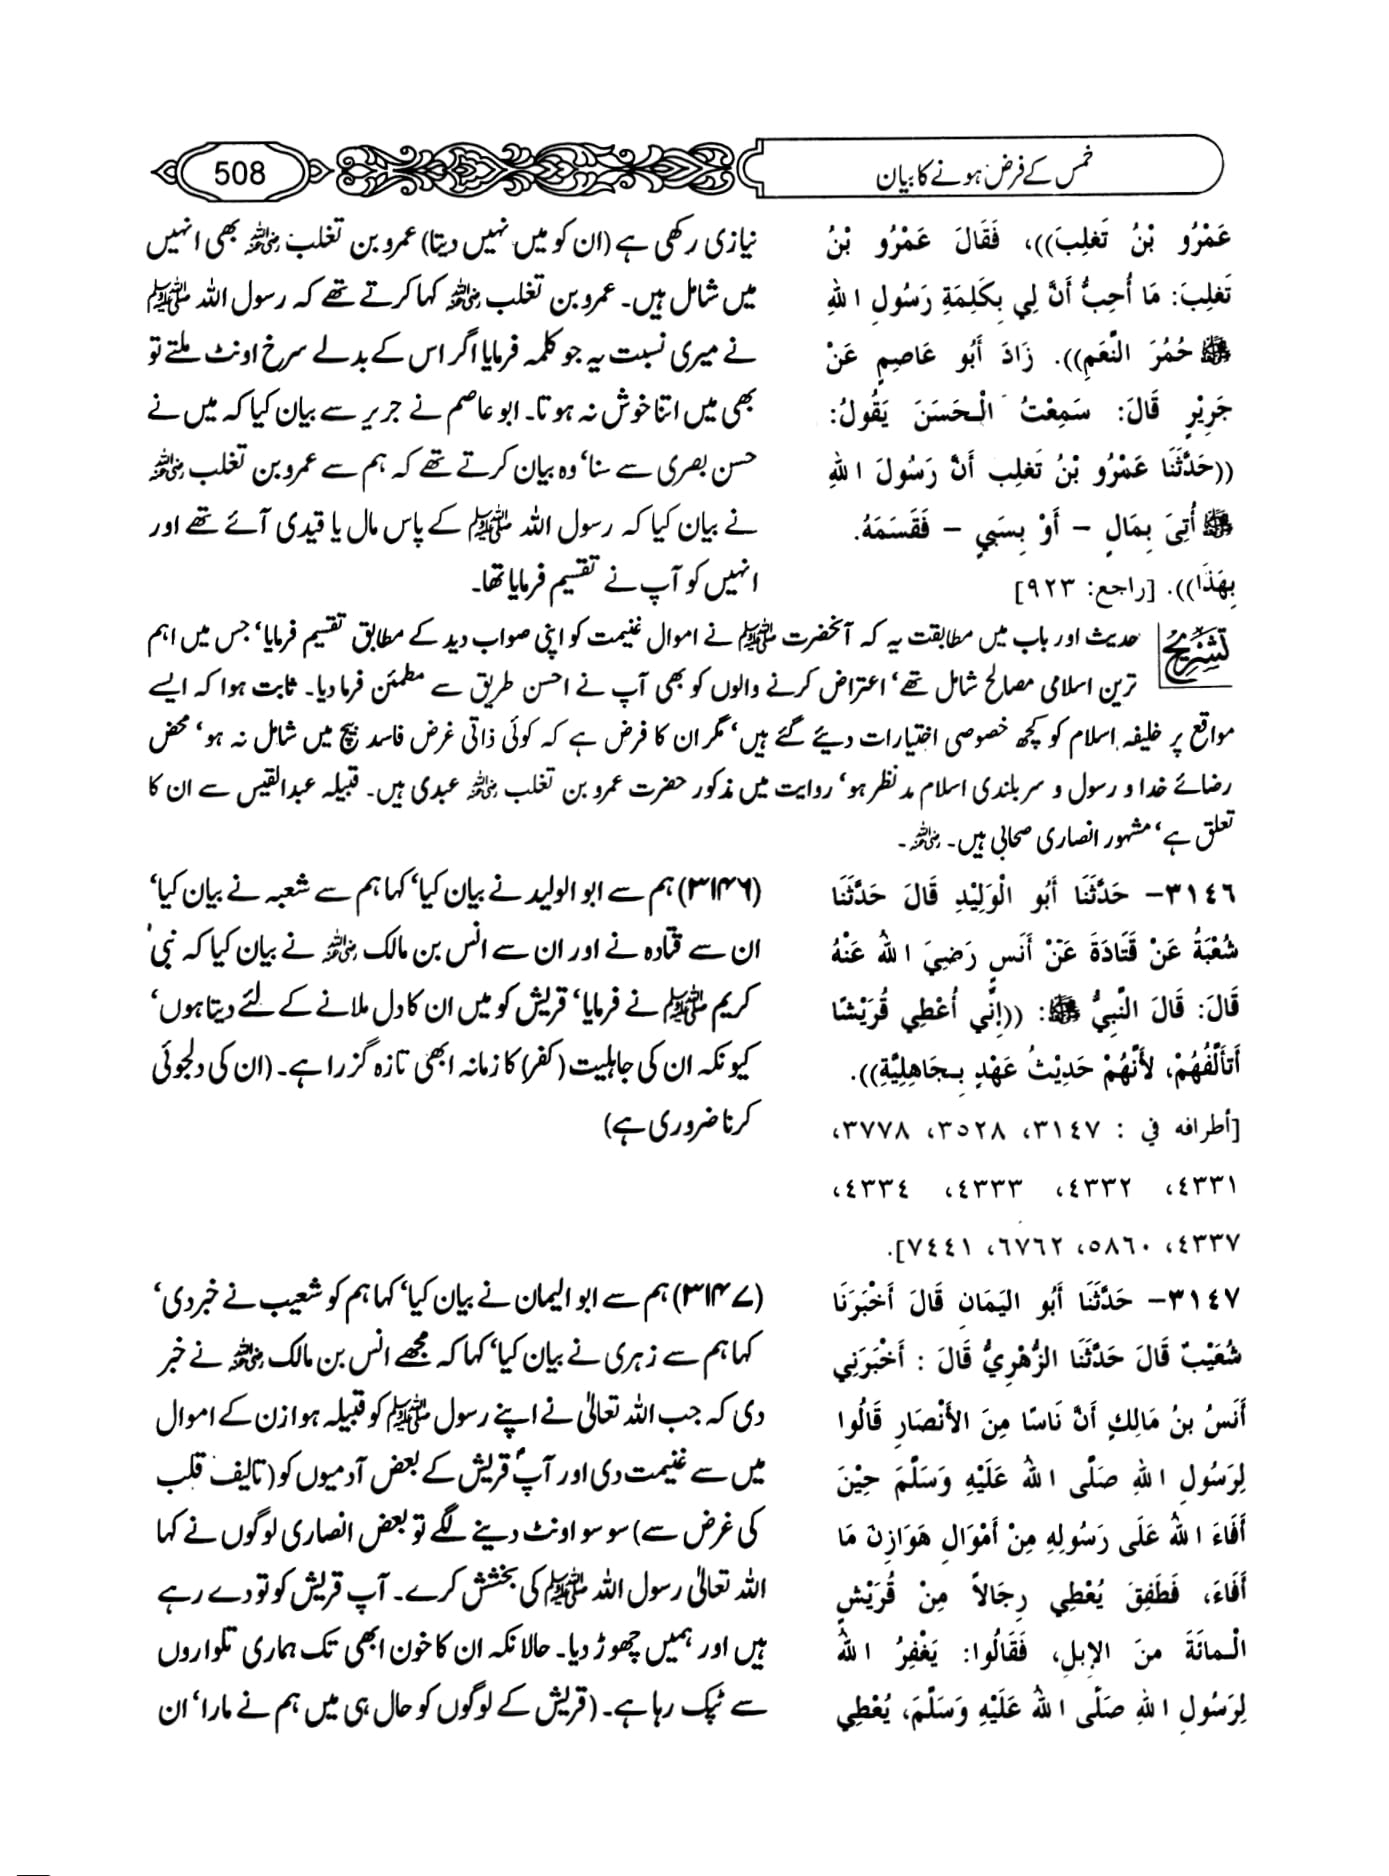 خمس کے فرض ہونے کا بیان
508
عَمْرُو بْنُ تَغلِبَ))، فَقَالَ عَمْرُو بْنُ
تَغلِبَ: مَا أُحِبُّ أَنَّ لِي بِكَلِمَةِ رَسُولِ اللهِ
ﷺ حُمُرَ النَّعَمِ)). زَادَ أَبُو عَاصِمٍ عَنْ
جَرِيْرٍ قَالَ: سَمِعْتُ الْحَسَنَ يَقُولُ:
((حَدَّثَنَا عَمْرُو بْنُ تَغلِب أَنَّ رَسُولَ اللهِ
ﷺ أُتِىَ بِمَالٍ – أَوْ بِسَبيٍ – فَقَسَمَهُ.
بِهَذَا)). [راجع: ٩٢٣]
نیازی رکھی ہے (ان کو میں نہیں دیتا) عمرو بن تغلب رضی اللہ عنہ بھی انہیں
میں شامل ہیں۔ عمرو بن تغلب رضی اللہ عنہ کہا کرتے تھے کہ رسول اللہ ﷺ
نے میری نسبت یہ جو کلمہ فرمایا اگر اس کے بدلے سرخ اونٹ ملتے تو
بھی میں اتنا خوش نہ ہوتا۔ ابوعاصم نے جریر سے بیان کیا کہ میں نے
حسن بصری سے سنا‘ وہ بیان کرتے تھے کہ ہم سے عمرو بن تغلب رضی اللہ عنہ
نے بیان کیا کہ رسول اللہ ﷺ کے پاس مال یا قیدی آئے تھے اور
انہیں کو آپ نے تقسیم فرمایا تھا۔
تشریح حدیث اور باب میں مطابقت یہ کہ آنحضرت ﷺ نے اموال غنیمت کو اپنی صواب دید کے مطابق تقسیم فرمایا‘ جس میں اہم
ترین اسلامی مصالح شامل تھے‘ اعتراض کرنے والوں کو بھی آپ نے احسن طریق سے مطمئن فرما دیا۔ ثابت ہوا کہ ایسے
مواقع پر خلیفہ اسلام کو کچھ خصوصی اختیارات دیئے گئے ہیں‘ مگر ان کا فرض ہے کہ کوئی ذاتی غرض فاسد بیچ میں شامل نہ ہو‘ محض
رضائے خدا و رسول و سربلندی اسلام مد نظر ہو‘ روایت میں مذکور حضرت عمرو بن تغلب رضی اللہ عنہ عبدی ہیں۔ قبیلہ عبدالقیس سے ان کا
تعلق ہے‘ مشہور انصاری صحابی ہیں۔ رضی اللہ عنہ۔
٣١٤٦– حَدَّثَنَا أَبُو الْوَلِيْدِ قَالَ حَدَّثَنَا
شُعْبَةُ عَنْ قَتَادَةَ عَنْ أَنَسٍ رَضِيَ اللهُ عَنْهُ
قَالَ: قَالَ النَّبِيُّ ﷺ: ((إِنِّي أُعْطِي قُرَيْشًا
أَتَأَلَّفُهُمْ، لأَنَّهُمْ حَدِيْثُ عَهْدٍ بِجَاهِلِيَّةِ)).
[أطرافه في : ٣١٤٧، ٣٥٢٨، ٣٧٧٨،
٤٣٣١، ٤٣٣٢، ٤٣٣٣، ٤٣٣٤،
٤٣٣٧، ٥٨٦٠، ٦٧٦٢، ٧٤٤١].
(۳۱۴۶) ہم سے ابوالولید نے بیان کیا‘ کہا ہم سے شعبہ نے بیان کیا‘
ان سے قتادہ نے اور ان سے انس بن مالک رضی اللہ عنہ نے بیان کیا کہ نبی
کریم ﷺ نے فرمایا‘ قریش کو میں ان کا دل ملانے کے لئے دیتا ہوں‘
کیونکہ ان کی جاہلیت (کفر) کا زمانہ ابھی تازہ گزرا ہے۔ (ان کی دلجوئی
کرنا ضروری ہے)
٣١٤٧– حَدَّثَنَا أَبُو اليَمَانِ قَالَ أَخْبَرَنَا
شُعَيْبٌ قَالَ حَدَّثَنَا الزُّهْرِيُّ قَالَ : أَخْبَرَنِي
أَنَسُ بْنُ مَالِكٍ أَنَّ نَاسًا مِنَ الأَنْصَارِ قَالُوا
لِرَسُولِ اللهِ صَلَّى اللهُ عَلَيْهِ وَسَلَّمَ حِيْنَ
أَفَاءَ اللهُ عَلَى رَسُولِهِ مِنْ أَمْوَالِ هَوَازِنَ مَا
أَفَاءَ، فَطَفِقَ يُعْطِي رِجَالاً مِنْ قُرَيْشٍ
الْمِائَةَ مِنَ الإِبِلِ، فَقَالُوا: يَغْفِرُ اللهُ
لِرَسُولِ اللهِ صَلَّى اللهُ عَلَيْهِ وَسَلَّمَ، يُعْطِي
(۳۱۴۷) ہم سے ابوالیمان نے بیان کیا‘ کہا ہم کو شعیب نے خبر دی‘
کہا ہم سے زہری نے بیان کیا‘ کہا کہ مجھے انس بن مالک رضی اللہ عنہ نے خبر
دی کہ جب اللہ تعالیٰ نے اپنے رسول ﷺ کو قبیلہ ہوازن کے اموال
میں سے غنیمت دی اور آپؐ قریش کے بعض آدمیوں کو (تالیف قلب
کی غرض سے) سو سو اونٹ دینے لگے تو بعض انصاری لوگوں نے کہا
اللہ تعالیٰ رسول اللہ ﷺ کی بخشش کرے۔ آپ قریش کو تو دے رہے
ہیں اور ہمیں چھوڑ دیا۔ حالانکہ ان کا خون ابھی تک ہماری تلواروں
سے ٹپک رہا ہے۔ (قریش کے لوگوں کو حال ہی میں ہم نے مارا‘ ان